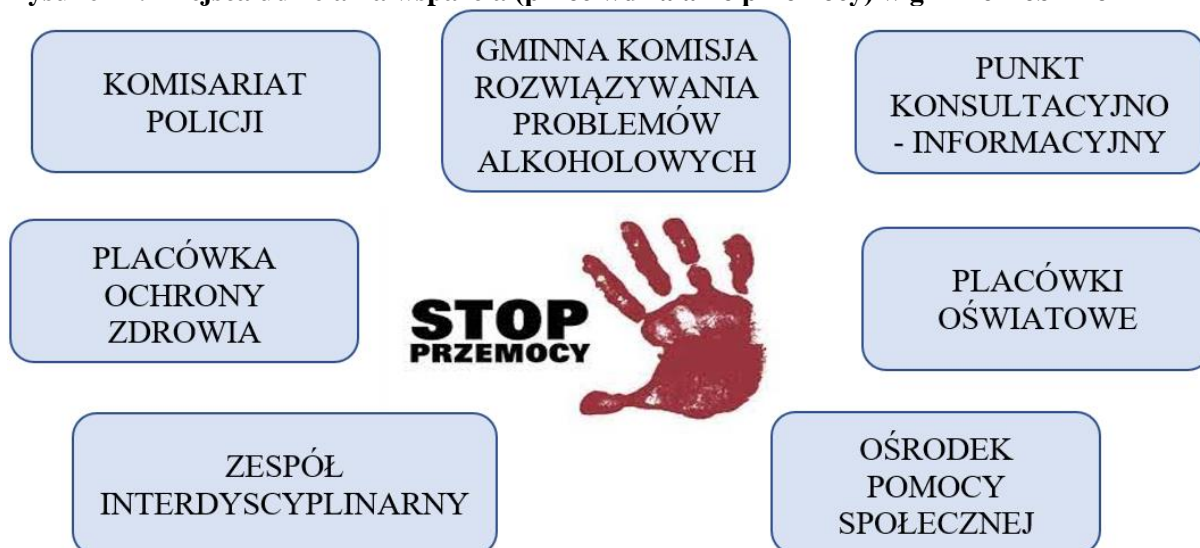 KOMISARIAT
POLICJI
GMINNA KOMISJA
ROZWIĄZYWANIA
PROBLEMÓW
ALKOHOLOWYCH
PUNKT
KONSULTACYJNO
- INFORMACYJNY
PLACÓWKA
OCHRONY
ZDROWIA
STOP
PRZEMOCY
PLACÓWKI
OŚWIATOWE
ZESPÓŁ
INTERDYSCYPLINARNY
OŚRODEK
POMOCY
SPOŁECZNEJ